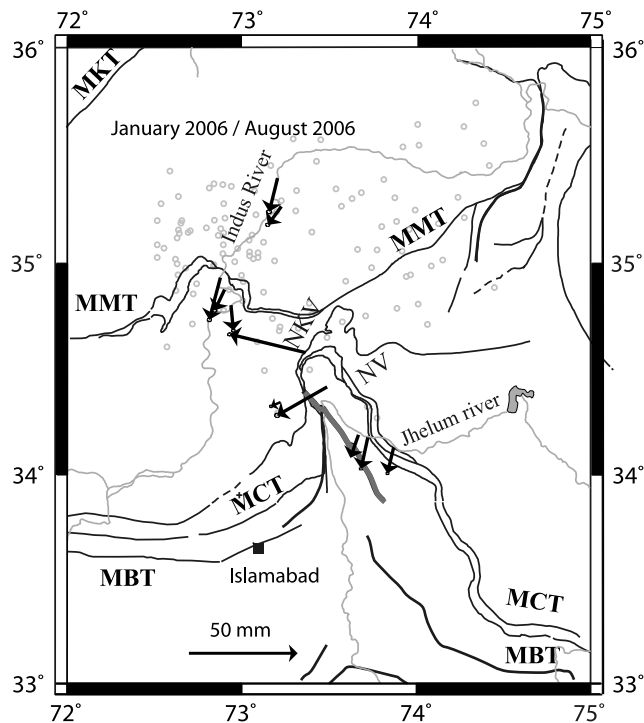 72° 73° 74° 75°
36° 36°
MKT
January 2006 / August 2006
Indus River
35° 35°
MMT
MMT
NKV
NV
Jhelum river
34° 34°
MCT
MBT
Islamabad
50 mm
MCT
MBT
33° 33°
72° 73° 74° 75°